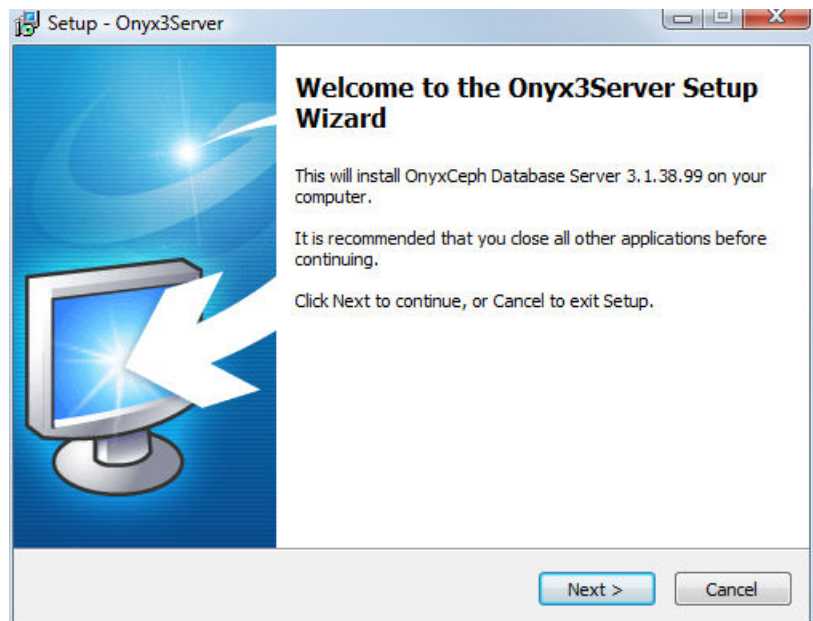 Setup - Onyx3Server
Welcome to the Onyx3Server Setup
Wizard
This will install OnyxCeph Database Server 3.1.38.99 on your
computer.
It is recommended that you close all other applications before
continuing.
Click Next to continue, or Cancel to exit Setup.
Next >
Cancel